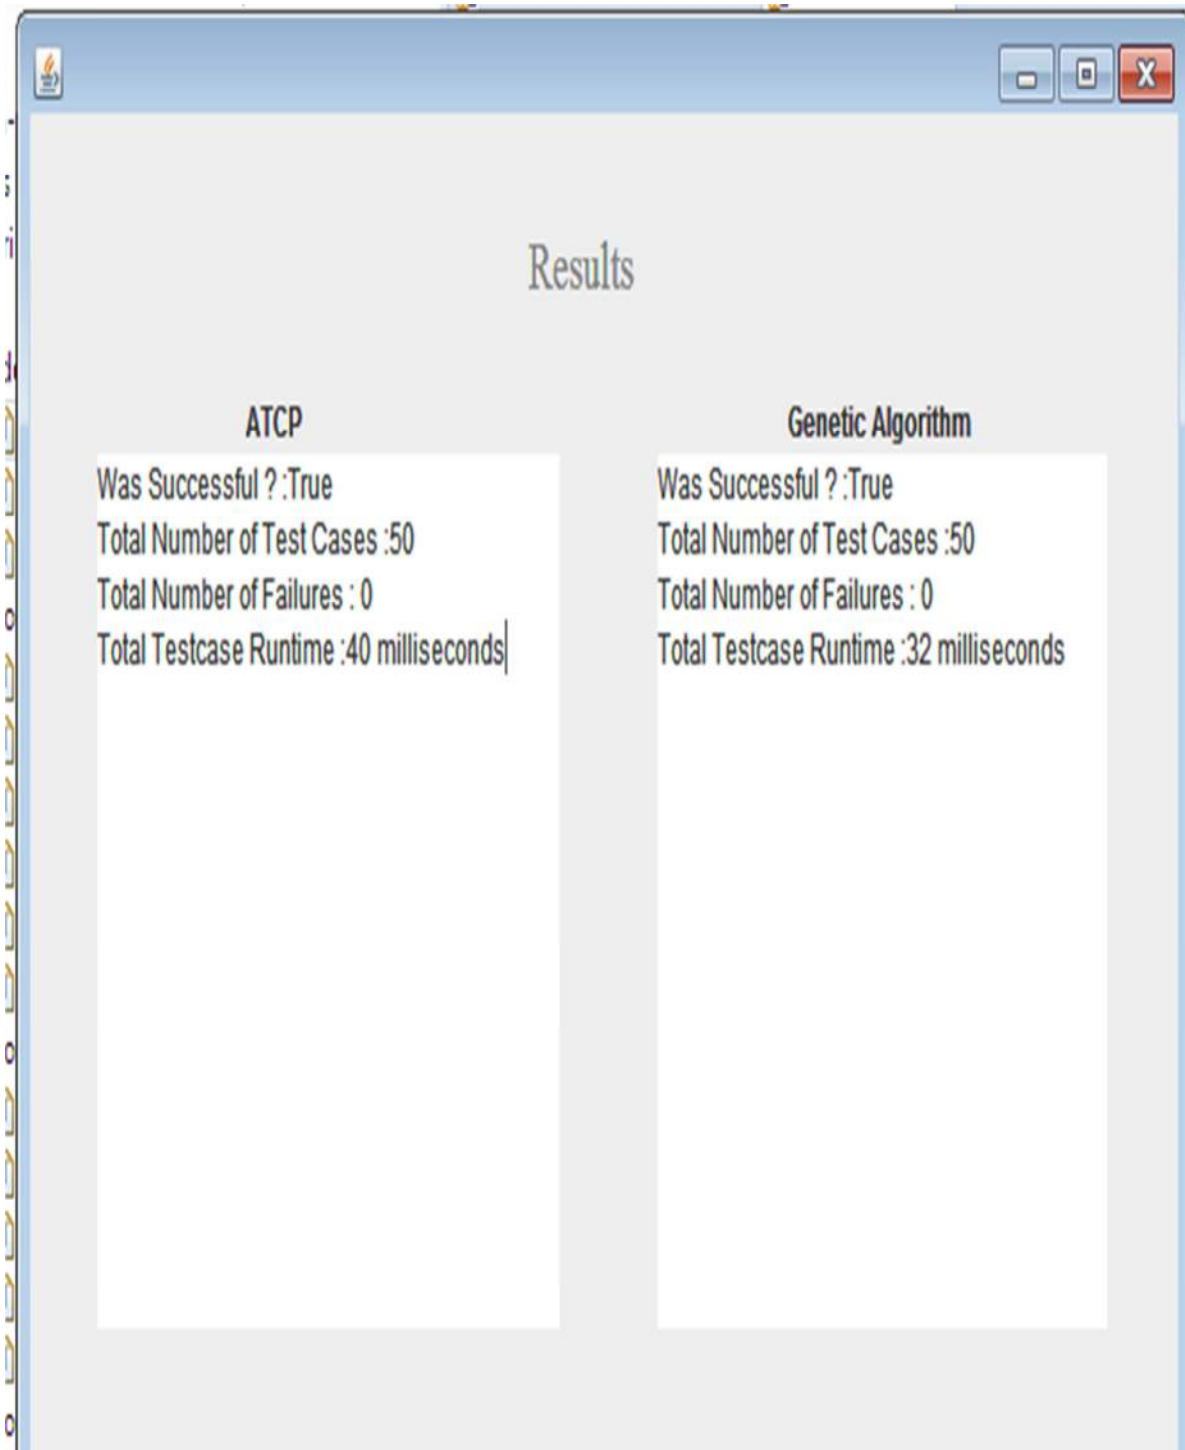 Results
ATCP
Was Successful ? :True
Total Number of Test Cases :50
Total Number of Failures : 0
Total Testcase Runtime :40 milliseconds
Genetic Algorithm
Was Successful ? :True
Total Number of Test Cases :50
Total Number of Failures : 0
Total Testcase Runtime :32 milliseconds